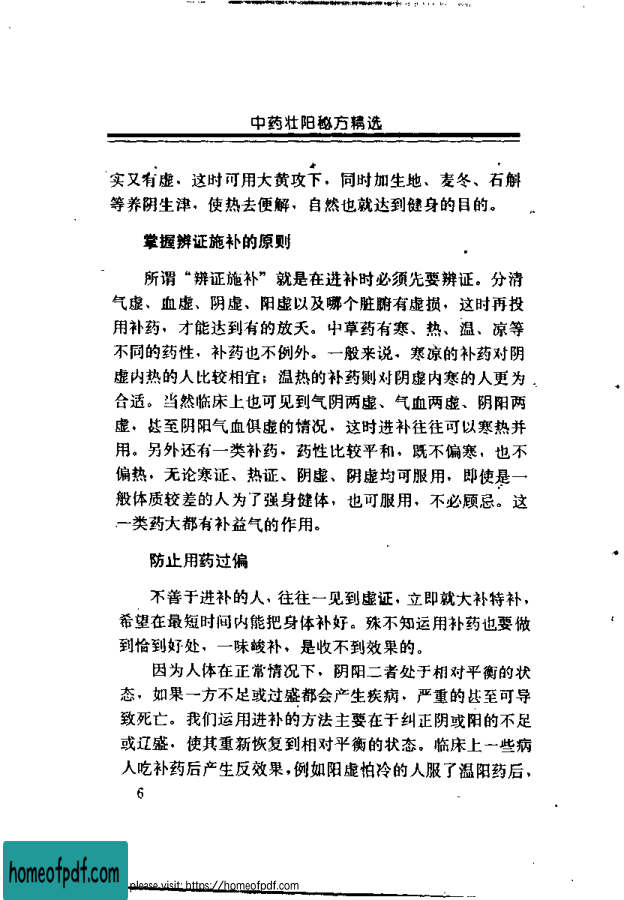 中药壮阳秘方精选
实又有虚，这时可用大黄攻下，同时加生地、麦冬、石斛
等养阴生津，使热去便解，自然也就达到健身的目的。
掌握辨证施补的原则
所谓“辨证施补”就是在进补时必须先要辨证。分清
气虚、血虚、阴虚、阳虚以及哪个脏腑有虚损，这时再投
用补药，才能达到有的放夭。中草药有寒、热、温、凉等
不同的药性，补药也不例外。一般来说，寒凉的补药对阴
虚内热的人比较相宜；温热的补药则对阴虚内寒的人更为
合适。当然临床上也可见到气阴两虚、气血两虚、阴阳两
虚，甚至阴阳气血俱虚的情况，这时进补往往可以寒热并
用。另外还有一类补药，药性比较平和，既不偏寒，也不
偏热，无论寒证、热证、阴虚、阴虚均可服用，即使是一
般体质较差的人为了强身健体，也可服用，不必顾忌。这
一类药大都有补益气的作用。
防止用药过偏
不善于进补的人，往往一见到虚证，立即就大补特补，
希望在最短时间内能把身体补好。殊不知运用补药也要做
到恰到好处，一味峻补，是收不到效果的。
因为人体在正常情况下，阴阳二者处于相对平衡的状
态，如果一方不足或过盛都会产生疾病，严重的甚至可导
致死亡。我们运用进补的方法主要在于纠正阴或阳的不足
或辽盛，使其重新恢复到相对平衡的状态。临床上一些病
人吃补药后产生反效果，例如阳虚怕冷的人服了温阳药后，
6
homeofpdf.com
please visit: https://homeofpdf.com